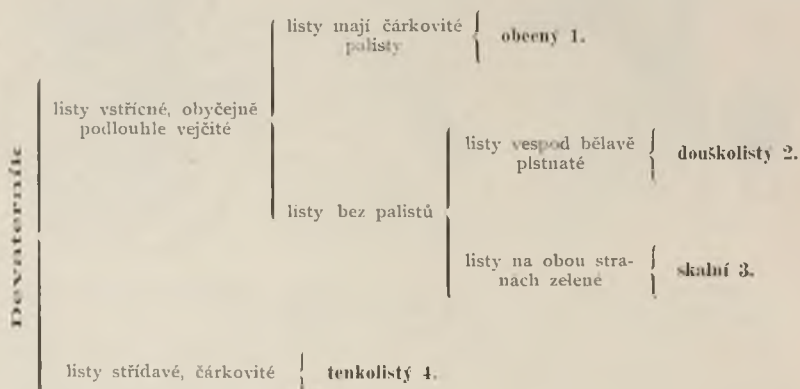 Devaterník
listy vstřícné, obyčejně
podlouhle vejčité
listy mají čárkovité
palisty
obecný 1.
listy bez palistů
listy vespod bělavě
plstnaté
douškolistý 2.
listy na obou stra-
nách zelené
skalní 3.
listy střídavé, čárkovité
tenkolistý 4.